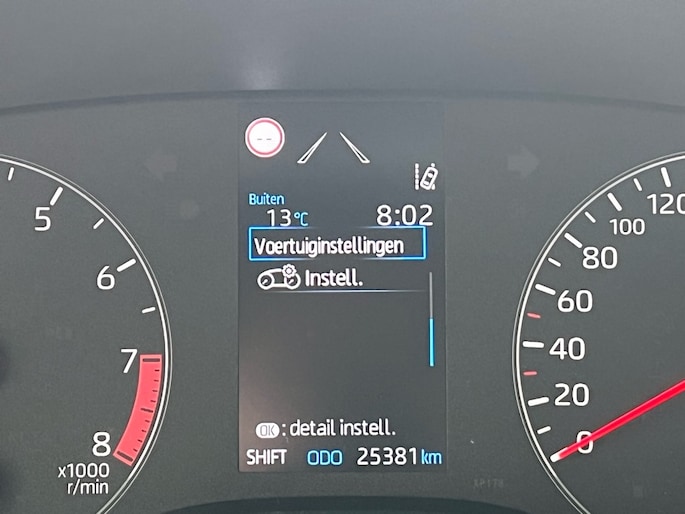 --
Buiten
13°C 8:02
Voertuiginstellingen
Instell.
OK : detail instell.
SHIFT ODO 25381 km
5
6
7
8
x1000
r/min
120
100
80
60
40
20
0